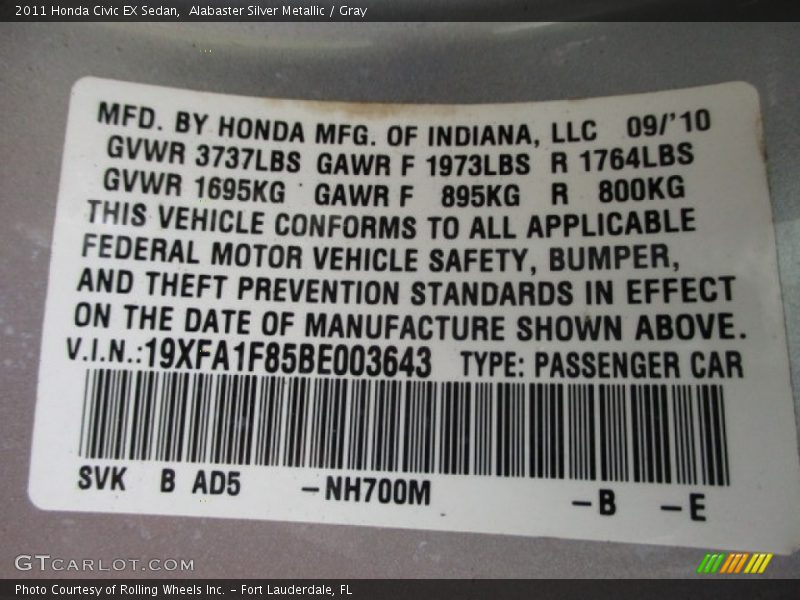 2011 Honda Civic EX Sedan,  Alabaster Silver Metallic / Gray
MFD. BY HONDA MFG. OF INDIANA, LLC 09/'10
GVWR 3737LBS GAWR F 1973LBS R 1764LBS
GVWR 1695KG GAWR F 895KG R 800KG
THIS VEHICLE CONFORMS TO ALL APPLICABLE
FEDERAL MOTOR VEHICLE SAFETY, BUMPER,
AND THEFT PREVENTION STANDARDS IN EFFECT
ON THE DATE OF MANUFACTURE SHOWN ABOVE.
V.I.N.:19XFA1F85BE003643 TYPE: PASSENGER CAR
SVK B AD5 –NH700M –B –E
GTCARLOT.COM
Photo Courtesy of Rolling Wheels Inc. – Fort Lauderdale, FL